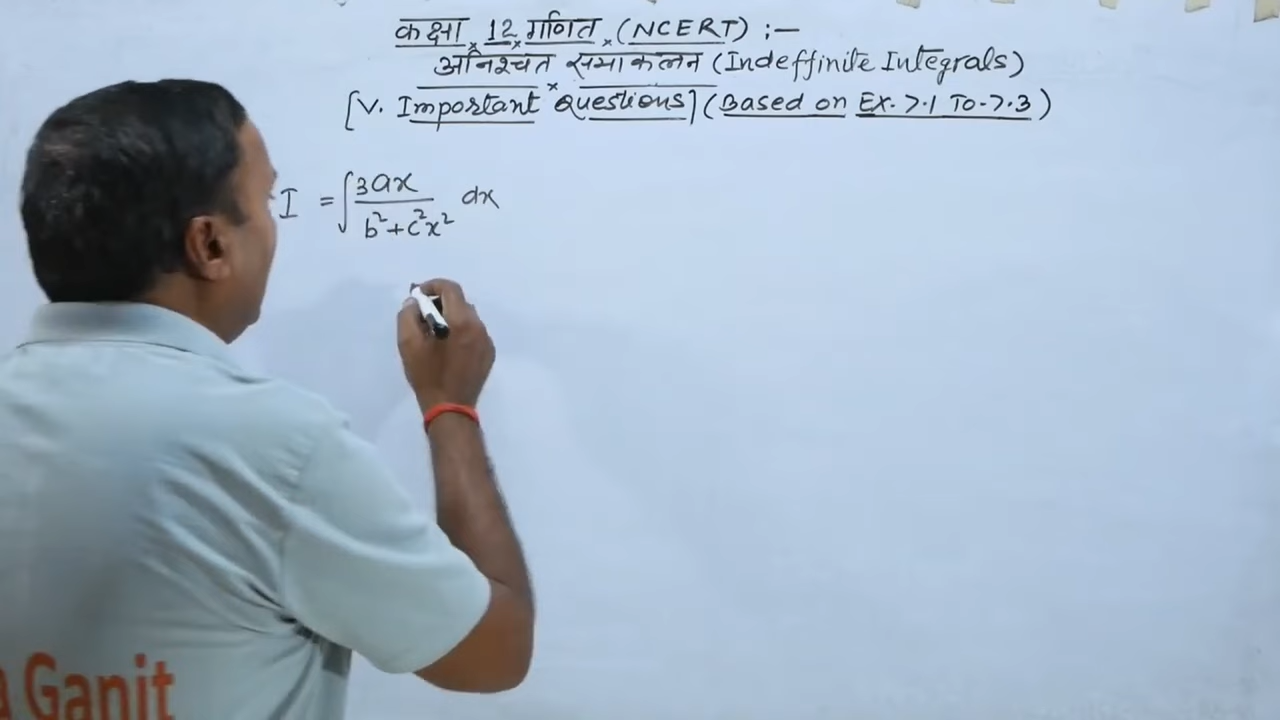 कक्षा 12 गणित (NCERT) :-
अनिश्चत समाकलन (Indeffinite Integrals)
[V. Important Questions] (Based on Ex. 7.1 To 7.3)
I = ∫ 3ax / (b² + c²x²) dx
a Ganit